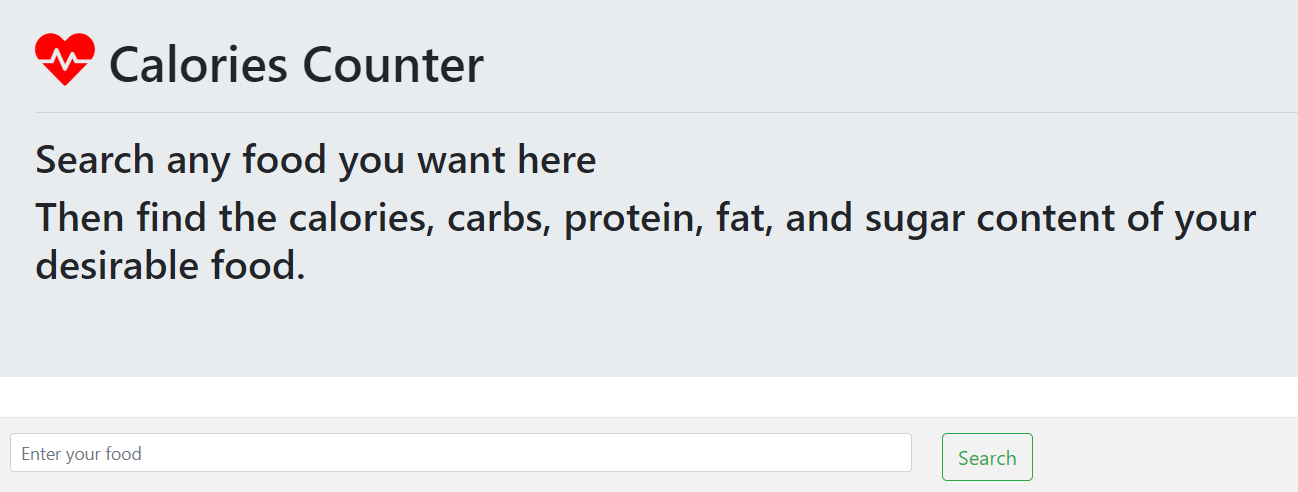 Calories Counter
Search any food you want here
Then find the calories, carbs, protein, fat, and sugar content of your
desirable food.
Enter your food
Search